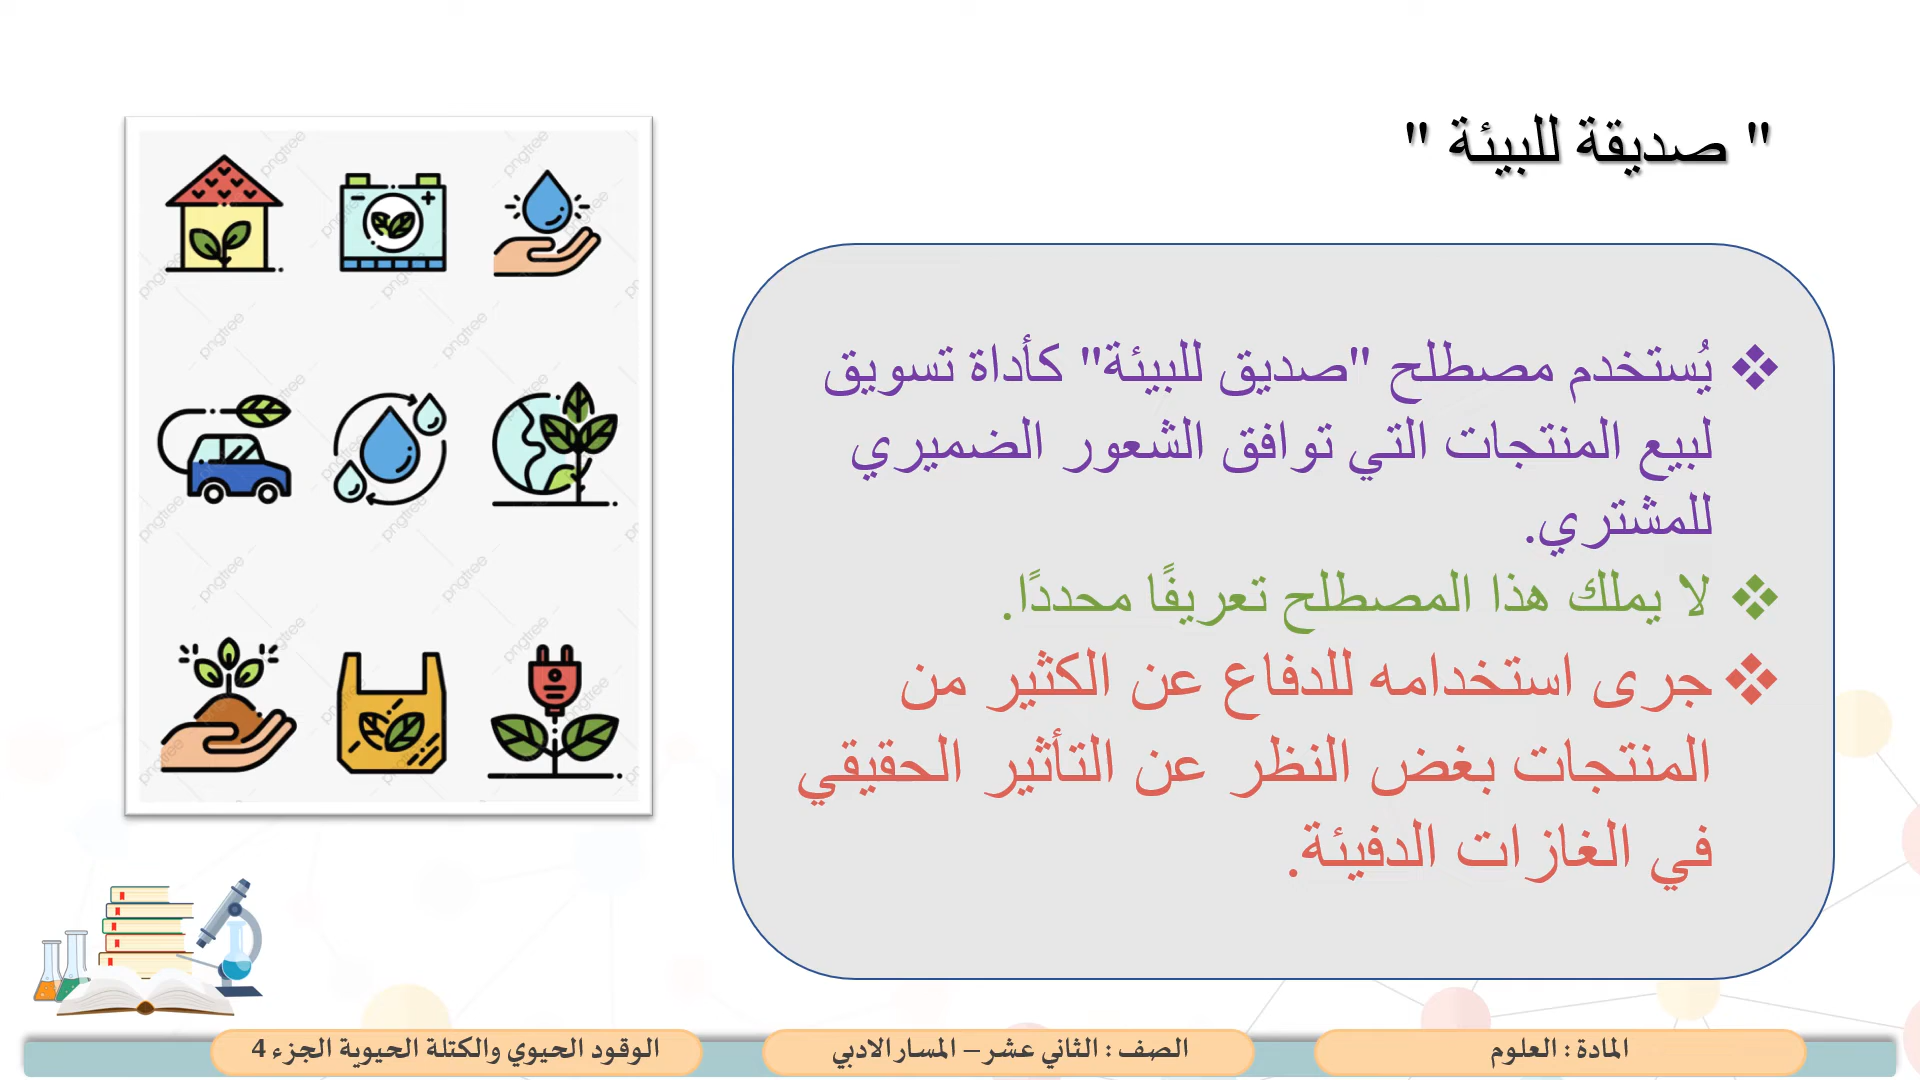 " صديقة للبيئة "
❖ يُستخدم مصطلح "صديق للبيئة" كأداة تسويق
لبيع المنتجات التي توافق الشعور الضميري
للمشتري.
❖ لا يملك هذا المصطلح تعريفًا محددًا.
❖ جرى استخدامه للدفاع عن الكثير من
المنتجات بغض النظر عن التأثير الحقيقي
في الغازات الدفيئة.
pngtree
المادة : العلوم
الصف : الثاني عشر – المسار الادبي
الوقود الحيوي والكتلة الحيوية الجزء 4